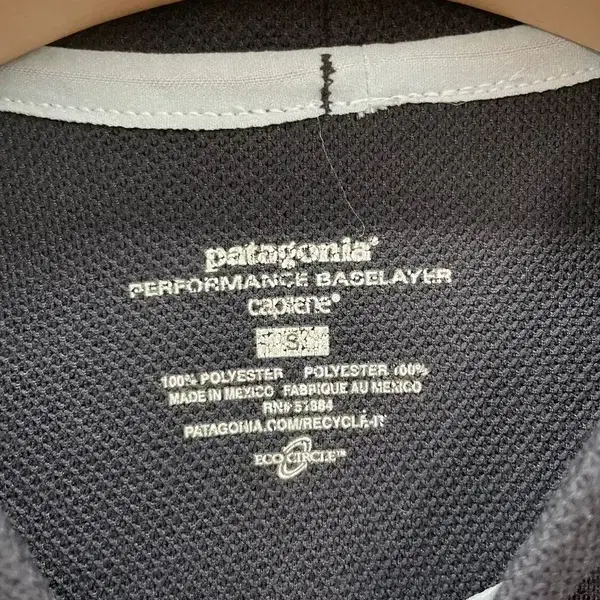 patagonia®
PERFORMANCE BASELAYER
capilene®
S
100% POLYESTER POLYESTER 100%
MADE IN MEXICO FABRIQUE AU MEXICO
RN# 51884
PATAGONIA.COM/RECYCLE-IT
ECO CIRCLE™